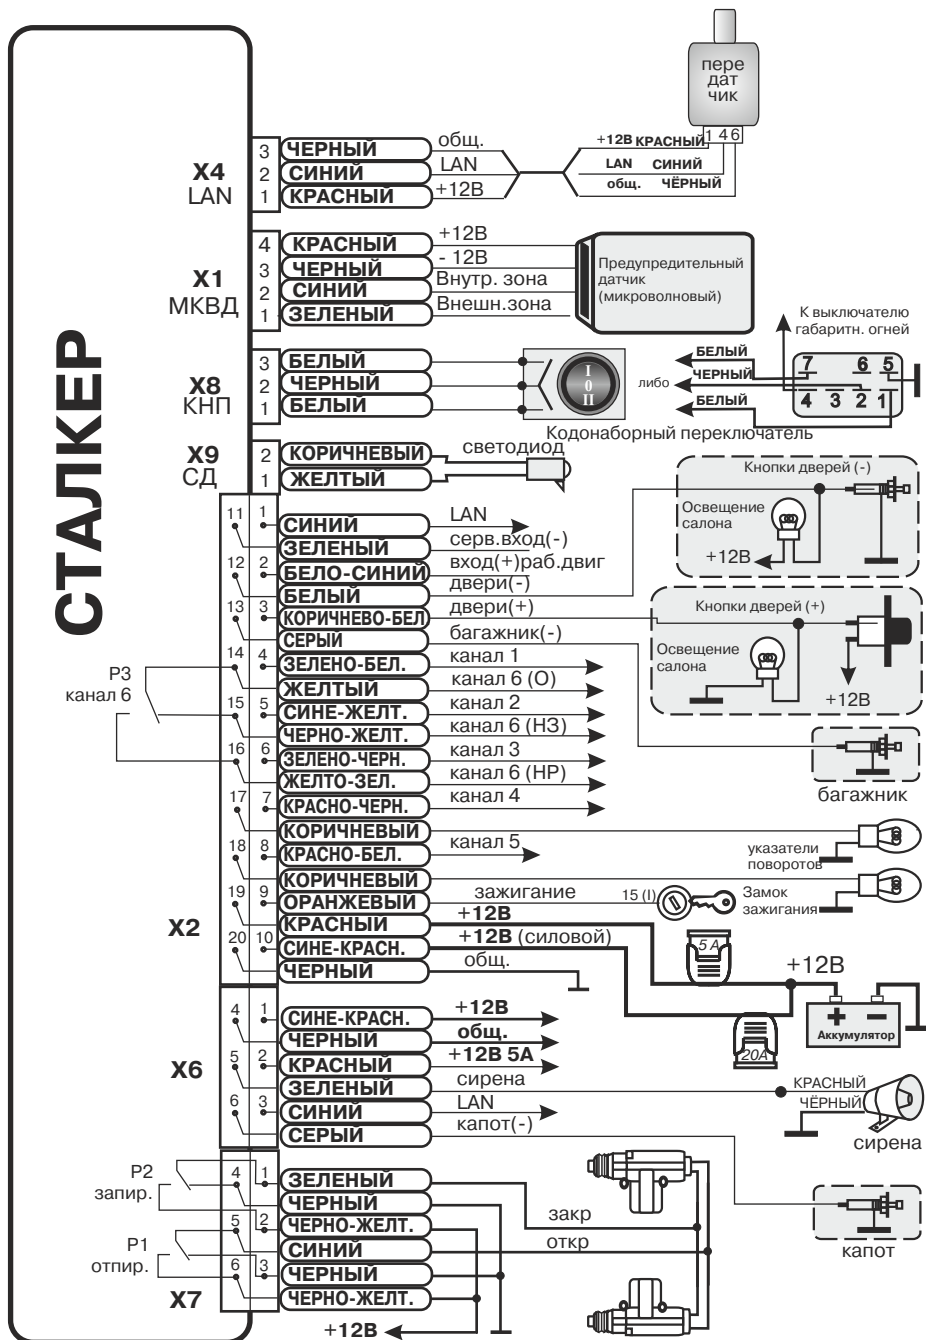 СТАЛКЕР
пере
дат
чик
1 4 6
+12В КРАСНЫЙ
LAN СИНИЙ
общ. ЧЁРНЫЙ
X4
LAN
3 ЧЕРНЫЙ общ.
2 СИНИЙ LAN
1 КРАСНЫЙ +12В
X1
МКВД
4 КРАСНЫЙ +12В
3 ЧЕРНЫЙ - 12В
2 СИНИЙ Внутр. зона
1 ЗЕЛЕНЫЙ Внешн.зона
Предупредительный
датчик
(микроволновый)
К выключателю
габаритн. огней
X8
КНП
3 БЕЛЫЙ
2 ЧЕРНЫЙ
1 БЕЛЫЙ
I
0
II
либо
БЕЛЫЙ
ЧЕРНЫЙ
БЕЛЫЙ
7 6 5
4 3 2 1
Кодонаборный переключатель
X9
СД
2 КОРИЧНЕВЫЙ
1 ЖЕЛТЫЙ
светодиод
Кнопки дверей (-)
Освещение
салона
+12В
Кнопки дверей (+)
Освещение
салона
+12В
X2
1 СИНИЙ LAN
11 ЗЕЛЕНЫЙ серв.вход(-)
2 БЕЛО-СИНИЙ вход(+)раб.двиг
12 БЕЛЫЙ двери(-)
3 КОРИЧНЕВО-БЕЛ двери(+)
13 СЕРЫЙ багажник(-)
4 ЗЕЛЕНО-БЕЛ. канал 1
14 ЖЕЛТЫЙ канал 6 (О)
5 СИНЕ-ЖЕЛТ. канал 2
15 ЧЕРНО-ЖЕЛТ. канал 6 (НЗ)
6 ЗЕЛЕНО-ЧЕРН. канал 3
16 ЖЕЛТО-ЗЕЛ. канал 6 (НР)
7 КРАСНО-ЧЕРН. канал 4
17 КОРИЧНЕВЫЙ
8 КРАСНО-БЕЛ. канал 5
18 КОРИЧНЕВЫЙ
9 ОРАНЖЕВЫЙ зажигание
19 КРАСНЫЙ +12В
10 СИНЕ-КРАСН. +12В (силовой)
20 ЧЕРНЫЙ общ.
P3
канал 6
багажник
указатели
поворотов
15 (I)
Замок
зажигания
5 А
+12В
20А
+ −
Аккумулятор
X6
1 СИНЕ-КРАСН. +12В
4 ЧЕРНЫЙ общ.
2 КРАСНЫЙ +12В 5А
5 ЗЕЛЕНЫЙ сирена
3 СИНИЙ LAN
6 СЕРЫЙ капот(-)
КРАСНЫЙ
ЧЁРНЫЙ
сирена
P2
запир.
P1
отпир.
X7
1 ЗЕЛЕНЫЙ
4 ЧЕРНЫЙ
2 ЧЕРНО-ЖЕЛТ.
5 СИНИЙ
3 ЧЕРНЫЙ
6 ЧЕРНО-ЖЕЛТ.
закр
откр
капот
+12В